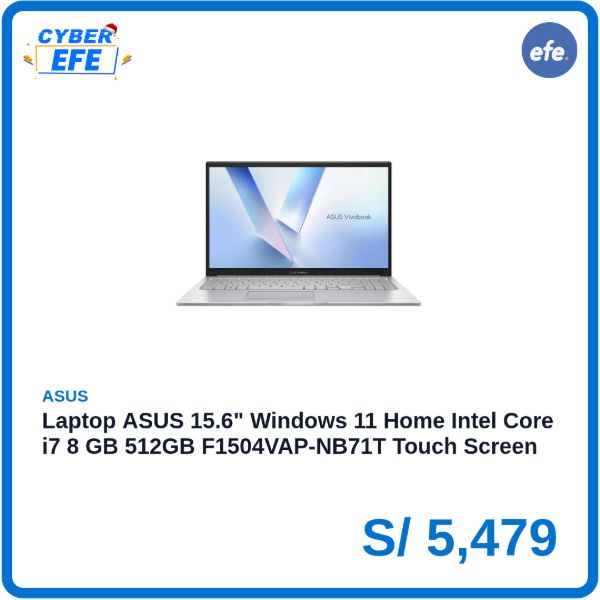 CYBER
EFE
efe.
ASUS Vivobook
ASUS
Laptop ASUS 15.6" Windows 11 Home Intel Core
i7 8 GB 512GB F1504VAP-NB71T Touch Screen
S/ 5,479